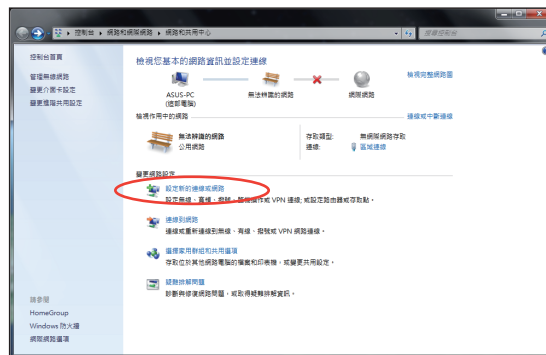 控制台 ▸ 網路和網際網路 ▸ 網路和共用中心
搜尋控制台
控制台首頁
管理無線網路
變更介面卡設定
變更進階共用設定
檢視您基本的網路資訊並設定連線
檢視完整網路圖
ASUS-PC
(這部電腦)
無法辨識的網路
網際網路
檢視作用中的網路
連線或中斷連線
無法辨識的網路
公用網路
存取類型: 無網際網路存取
連線: 區域連線
變更網路設定
設定新的連線或網路
設定無線、寬頻、撥號、臨機操作或 VPN 連線; 或設定路由器或存取點。
連線到網路
連線或重新連線到無線、有線、撥號或 VPN 網路連線。
選擇家用群組和共用選項
存取位於其他網路電腦的檔案和印表機，或變更共用設定。
疑難排解問題
診斷與修復網路問題，或取得疑難排解資訊。
請參閱
HomeGroup
Windows 防火牆
網際網路選項